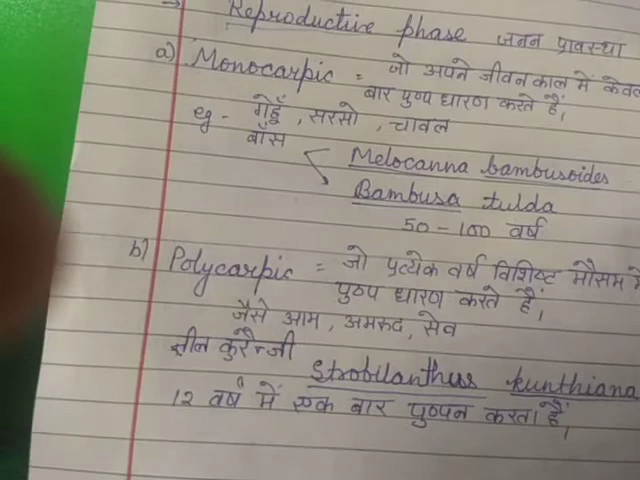 Reproductive phase जनन प्रावस्था
a) Monocarpic = जो अपने जीवन काल में केवल
बार पुष्प धारण करते हैं,
eg - गेहूँ, सरसो, चावल
बाँस
Melocanna bambusoides
Bambusa tulda
50 - 100 वर्ष
b) Polycarpic = जो प्रत्येक वर्ष विशिष्ट मौसम में
पुष्प धारण करते हैं,
जैसे आम, अमरुद, सेव
नील कुरेन्जी
Strobilanthus kunthiana
12 वर्ष में एक बार पुष्पन करता हैं,